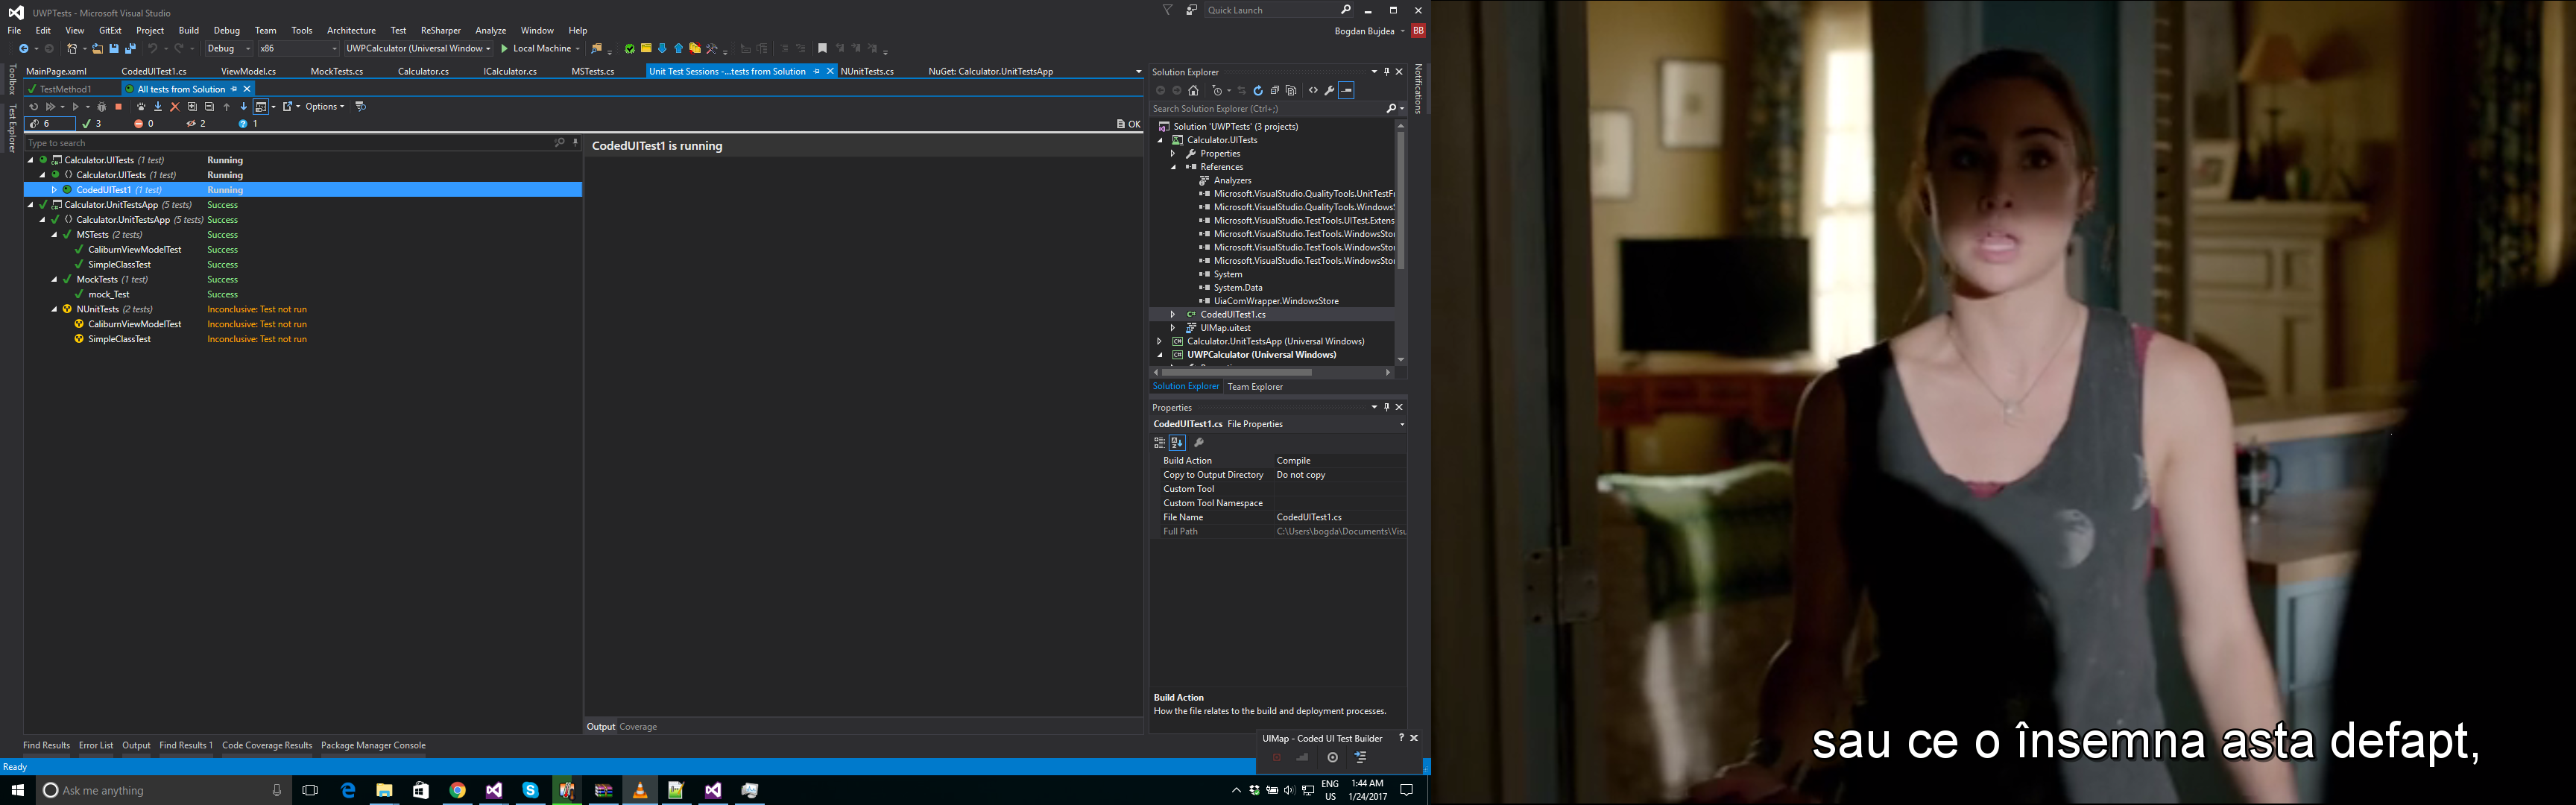 UWPTests - Microsoft Visual Studio
Quick Launch
File Edit View GitExt Project Build Debug Team Tools Test ReSharper Analyze Architecture Window Help
Bogdan Bujdea BB
Debug x86 UWPCalculator (Universal Window Local Machine
MainPage.xaml CodedUITest1.cs ViewModel.cs MockTests.cs Calculator.cs ICalculator.cs MSTests.cs Unit Test Sessions -...tests from Solution NUnitTests.cs NuGet: Calculator.UnitTestsApp
TestMethod1 All tests from Solution
Options
6 3 0 2 1 OK
Type to search
Calculator.UITests (1 test) Running
Calculator.UITests (1 test) Running
CodedUITest1 (1 test) Running
Calculator.UnitTestsApp (5 tests) Success
Calculator.UnitTestsApp (5 tests) Success
MSTests (2 tests) Success
CaliburnViewModelTest Success
SimpleClassTest Success
MockTests (1 test) Success
mock_Test Success
NUnitTests (2 tests) Inconclusive: Test not run
CaliburnViewModelTest Inconclusive: Test not run
SimpleClassTest Inconclusive: Test not run
CodedUITest1 is running
Output Coverage
Toolbox
Test Explorer
Notifications
Solution Explorer
Search Solution Explorer (Ctrl+;)
Solution 'UWPTests' (3 projects)
Calculator.UITests
Properties
References
Analyzers
Microsoft.VisualStudio.QualityTools.UnitTestFr
Microsoft.VisualStudio.QualityTools.WindowsS
Microsoft.VisualStudio.TestTools.UITest.Extens
Microsoft.VisualStudio.TestTools.WindowsStor
Microsoft.VisualStudio.TestTools.WindowsStor
Microsoft.VisualStudio.TestTools.WindowsStor
System
System.Data
UiaComWrapper.WindowsStore
CodedUITest1.cs
UIMap.uitest
Calculator.UnitTestsApp (Universal Windows)
UWPCalculator (Universal Windows)
Solution Explorer Team Explorer
Properties
CodedUITest1.cs File Properties
Build Action Compile
Copy to Output Directory Do not copy
Custom Tool
Custom Tool Namespace
File Name CodedUITest1.cs
Full Path C:\Users\bogda\Documents\Visu
Build Action
How the file relates to the build and deployment processes.
Find Results Error List Output Find Results 1 Code Coverage Results Package Manager Console
UIMap - Coded UI Test Builder
Ready
Ask me anything
ENG
US
1:44 AM
1/24/2017
sau ce o însemna asta defapt,